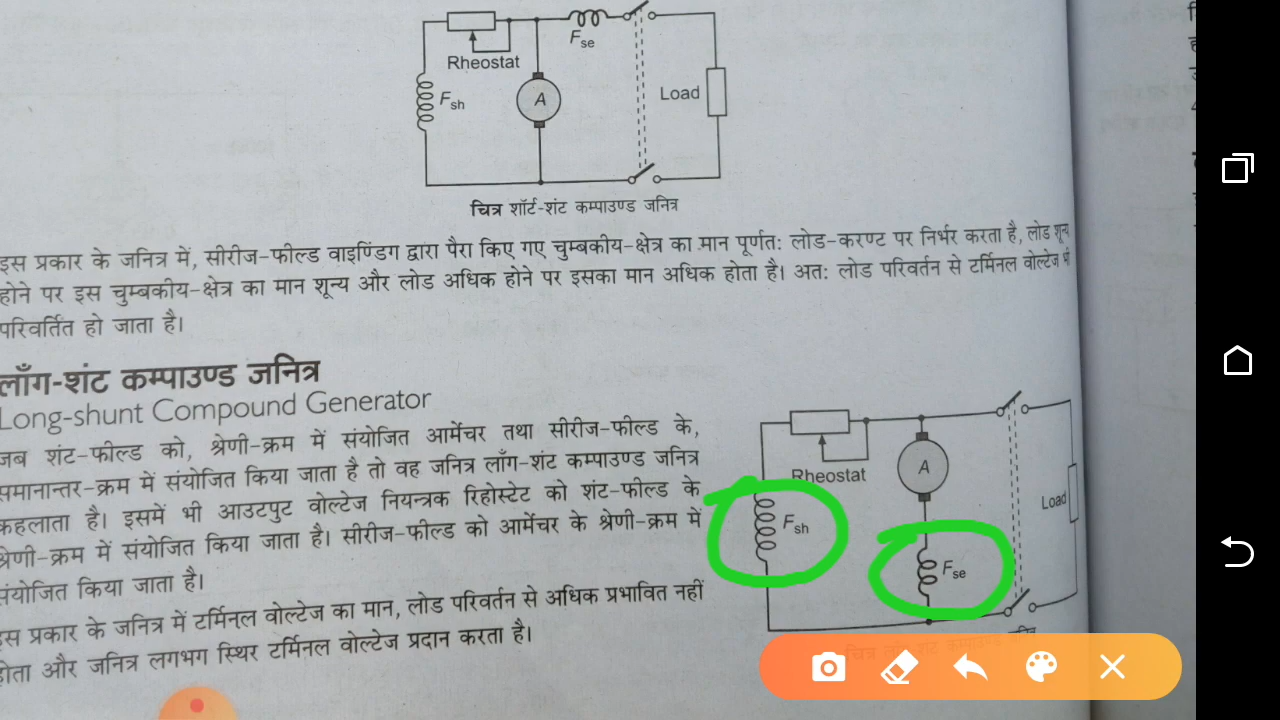 Fse
Rheostat
Fsh
A
Load
चित्र शॉर्ट-शंट कम्पाउण्ड जनित्र
इस प्रकार के जनित्र में, सीरीज-फील्ड वाइण्डिंग द्वारा पैरा किए गए चुम्बकीय-क्षेत्र का मान पूर्णत: लोड-करण्ट पर निर्भर करता है, लोड शून्य
होने पर इस चुम्बकीय-क्षेत्र का मान शून्य और लोड अधिक होने पर इसका मान अधिक होता है। अत: लोड परिवर्तन से टर्मिनल वोल्टेज भी
परिवर्तित हो जाता है।
लाँग-शंट कम्पाउण्ड जनित्र
Long-shunt Compound Generator
जब शंट-फील्ड को, श्रेणी-क्रम में संयोजित आर्मेचर तथा सीरीज-फील्ड के,
समानान्तर-क्रम में संयोजित किया जाता है तो वह जनित्र लाँग-शंट कम्पाउण्ड जनित्र
कहलाता है। इसमें भी आउटपुट वोल्टेज नियन्त्रक रिहोस्टेट को शंट-फील्ड के
श्रेणी-क्रम में संयोजित किया जाता है। सीरीज-फील्ड को आर्मेचर के श्रेणी-क्रम में
संयोजित किया जाता है।
इस प्रकार के जनित्र में टर्मिनल वोल्टेज का मान, लोड परिवर्तन से अधिक प्रभावित नहीं
होता और जनित्र लगभग स्थिर टर्मिनल वोल्टेज प्रदान करता है।
A
Rheostat
Load
Fsh
Fse